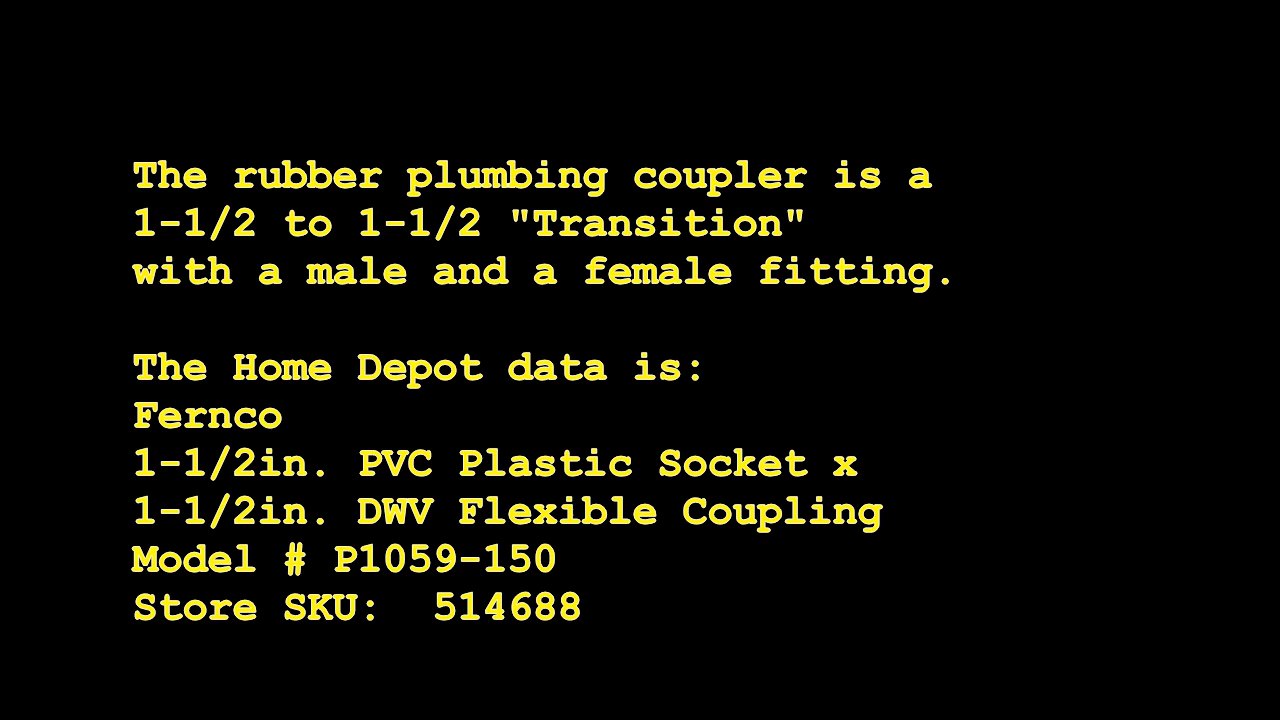 The rubber plumbing coupler is a
1-1/2 to 1-1/2 "Transition"
with a male and a female fitting.
The Home Depot data is:
Fernco
1-1/2in. PVC Plastic Socket x
1-1/2in. DWV Flexible Coupling
Model # P1059-150
Store SKU:  514688